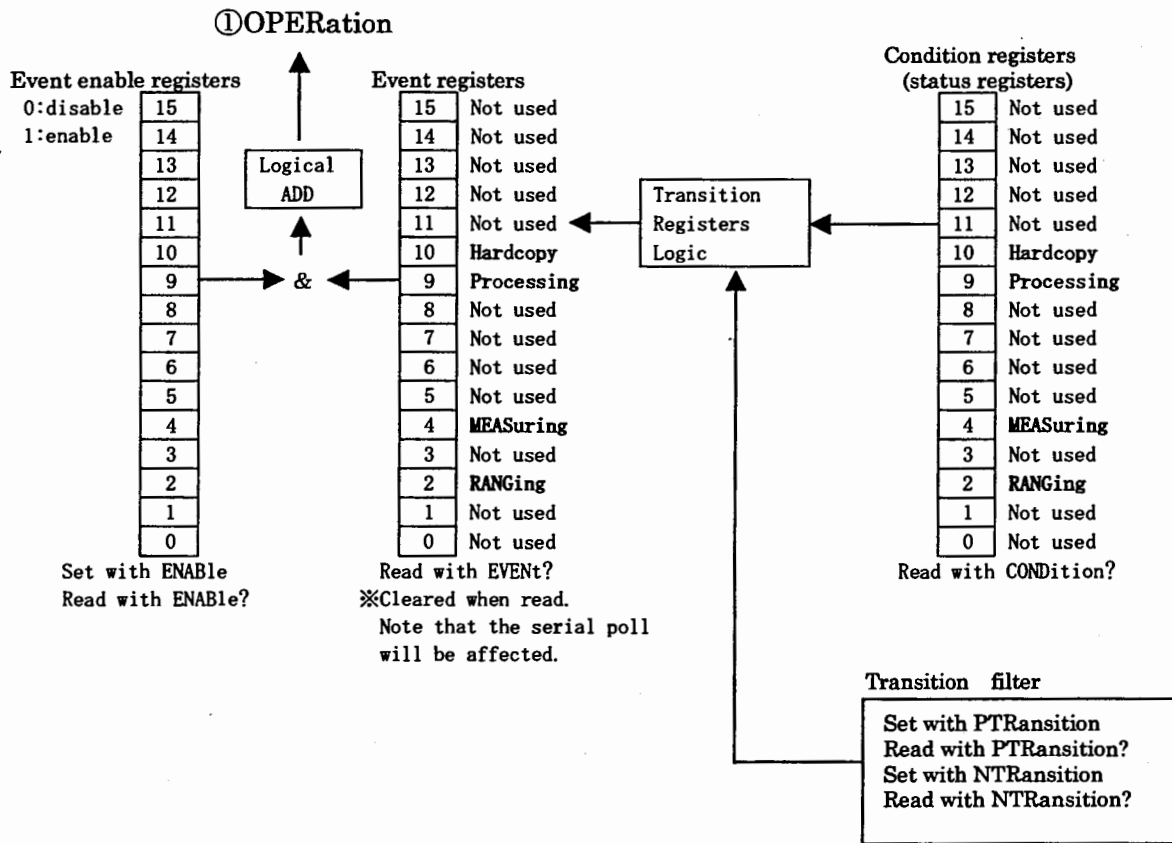 ①OPERation
Event enable registers
0:disable
1:enable
15
14
13
12
11
10
9
8
7
6
5
4
3
2
1
0
Set with ENABle
Read with ENABle?
Logical
ADD
&
Event registers
15 Not used
14 Not used
13 Not used
12 Not used
11 Not used
10 Hardcopy
9 Processing
8 Not used
7 Not used
6 Not used
5 Not used
4 MEASuring
3 Not used
2 RANGing
1 Not used
0 Not used
Read with EVENt?
※Cleared when read.
Note that the serial poll
will be affected.
Transition
Registers
Logic
Condition registers
(status registers)
15 Not used
14 Not used
13 Not used
12 Not used
11 Not used
10 Hardcopy
9 Processing
8 Not used
7 Not used
6 Not used
5 Not used
4 MEASuring
3 Not used
2 RANGing
1 Not used
0 Not used
Read with CONDition?
Transition filter
Set with PTRansition
Read with PTRansition?
Set with NTRansition
Read with NTRansition?